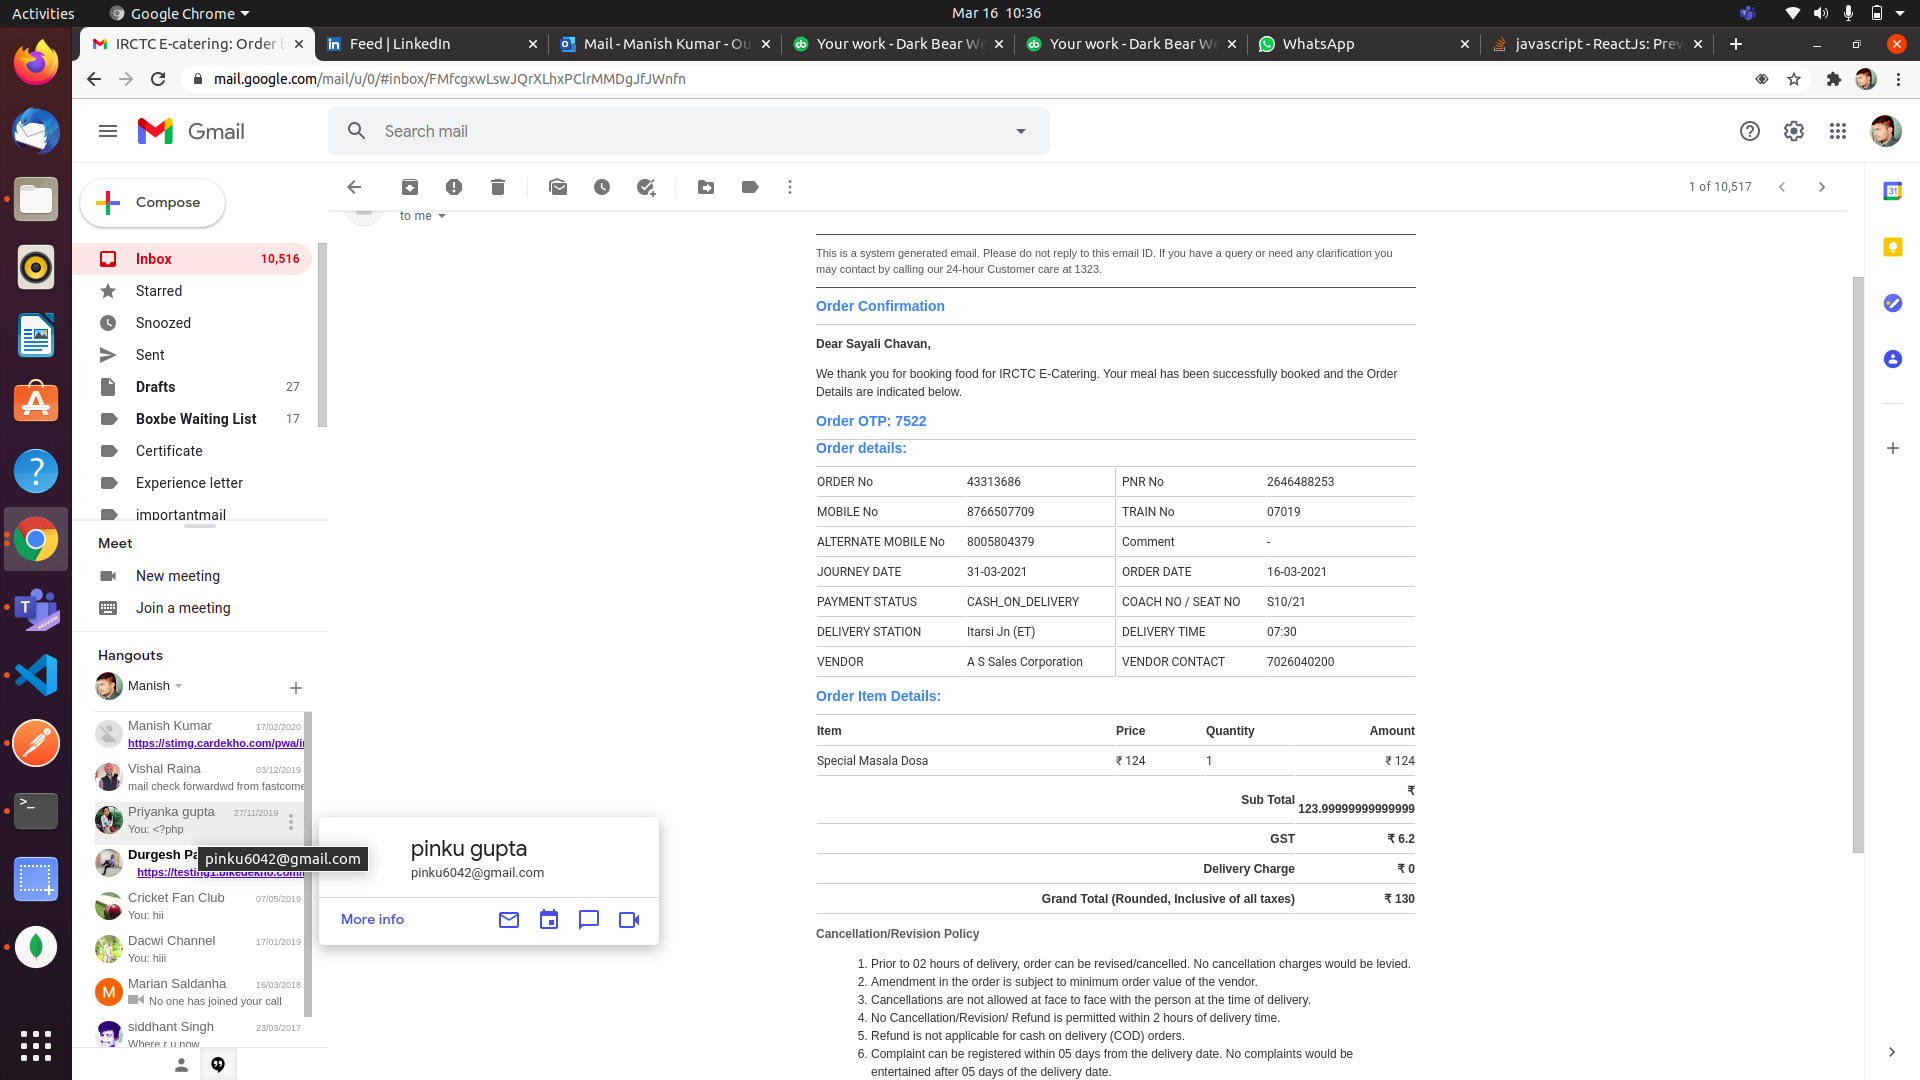 Activities
Google Chrome
Mar 16 10:36
IRCTC E-catering: Order b
Feed | LinkedIn
Mail - Manish Kumar - Ou
Your work - Dark Bear We
Your work - Dark Bear We
WhatsApp
javascript - ReactJs: Prev
mail.google.com/mail/u/0/#inbox/FMfcgxwLswJQrXLhxPClrMMDgJfJWnfn
Gmail
Search mail
Compose
1 of 10,517
to me
Inbox 10,516
Starred
Snoozed
Sent
Drafts 27
Boxbe Waiting List 17
Certificate
Experience letter
importantmail
Meet
New meeting
Join a meeting
Hangouts
Manish
Manish Kumar 17/02/2020
https://stimg.cardekho.com/pwa/i
Vishal Raina 03/12/2019
mail check forwardwd from fastcome
Priyanka gupta 27/11/2019
You: <?php
Durgesh Pa
https://testing1.bikedekho.com/
pinku6042@gmail.com
Cricket Fan Club 07/05/2019
You: hii
Dacwi Channel 17/01/2019
You: hiii
M
Marian Saldanha 16/03/2018
No one has joined your call
siddhant Singh 23/03/2017
Where r u now
pinku gupta
pinku6042@gmail.com
More info
This is a system generated email. Please do not reply to this email ID. If you have a query or need any clarification you
may contact by calling our 24-hour Customer care at 1323.
Order Confirmation
Dear Sayali Chavan,
We thank you for booking food for IRCTC E-Catering. Your meal has been successfully booked and the Order
Details are indicated below.
Order OTP: 7522
Order details:
ORDER No 43313686 PNR No 2646488253
MOBILE No 8766507709 TRAIN No 07019
ALTERNATE MOBILE No 8005804379 Comment -
JOURNEY DATE 31-03-2021 ORDER DATE 16-03-2021
PAYMENT STATUS CASH_ON_DELIVERY COACH NO / SEAT NO S10/21
DELIVERY STATION Itarsi Jn (ET) DELIVERY TIME 07:30
VENDOR A S Sales Corporation VENDOR CONTACT 7026040200
Order Item Details:
Item Price Quantity Amount
Special Masala Dosa ₹ 124 1 ₹ 124
Sub Total ₹
123.99999999999999
GST ₹ 6.2
Delivery Charge ₹ 0
Grand Total (Rounded, Inclusive of all taxes) ₹ 130
Cancellation/Revision Policy
1. Prior to 02 hours of delivery, order can be revised/cancelled. No cancellation charges would be levied.
2. Amendment in the order is subject to minimum order value of the vendor.
3. Cancellations are not allowed at face to face with the person at the time of delivery.
4. No Cancellation/Revision/ Refund is permitted within 2 hours of delivery time.
5. Refund is not applicable for cash on delivery (COD) orders.
6. Complaint can be registered within 05 days from the delivery date. No complaints would be
entertained after 05 days of the delivery date.